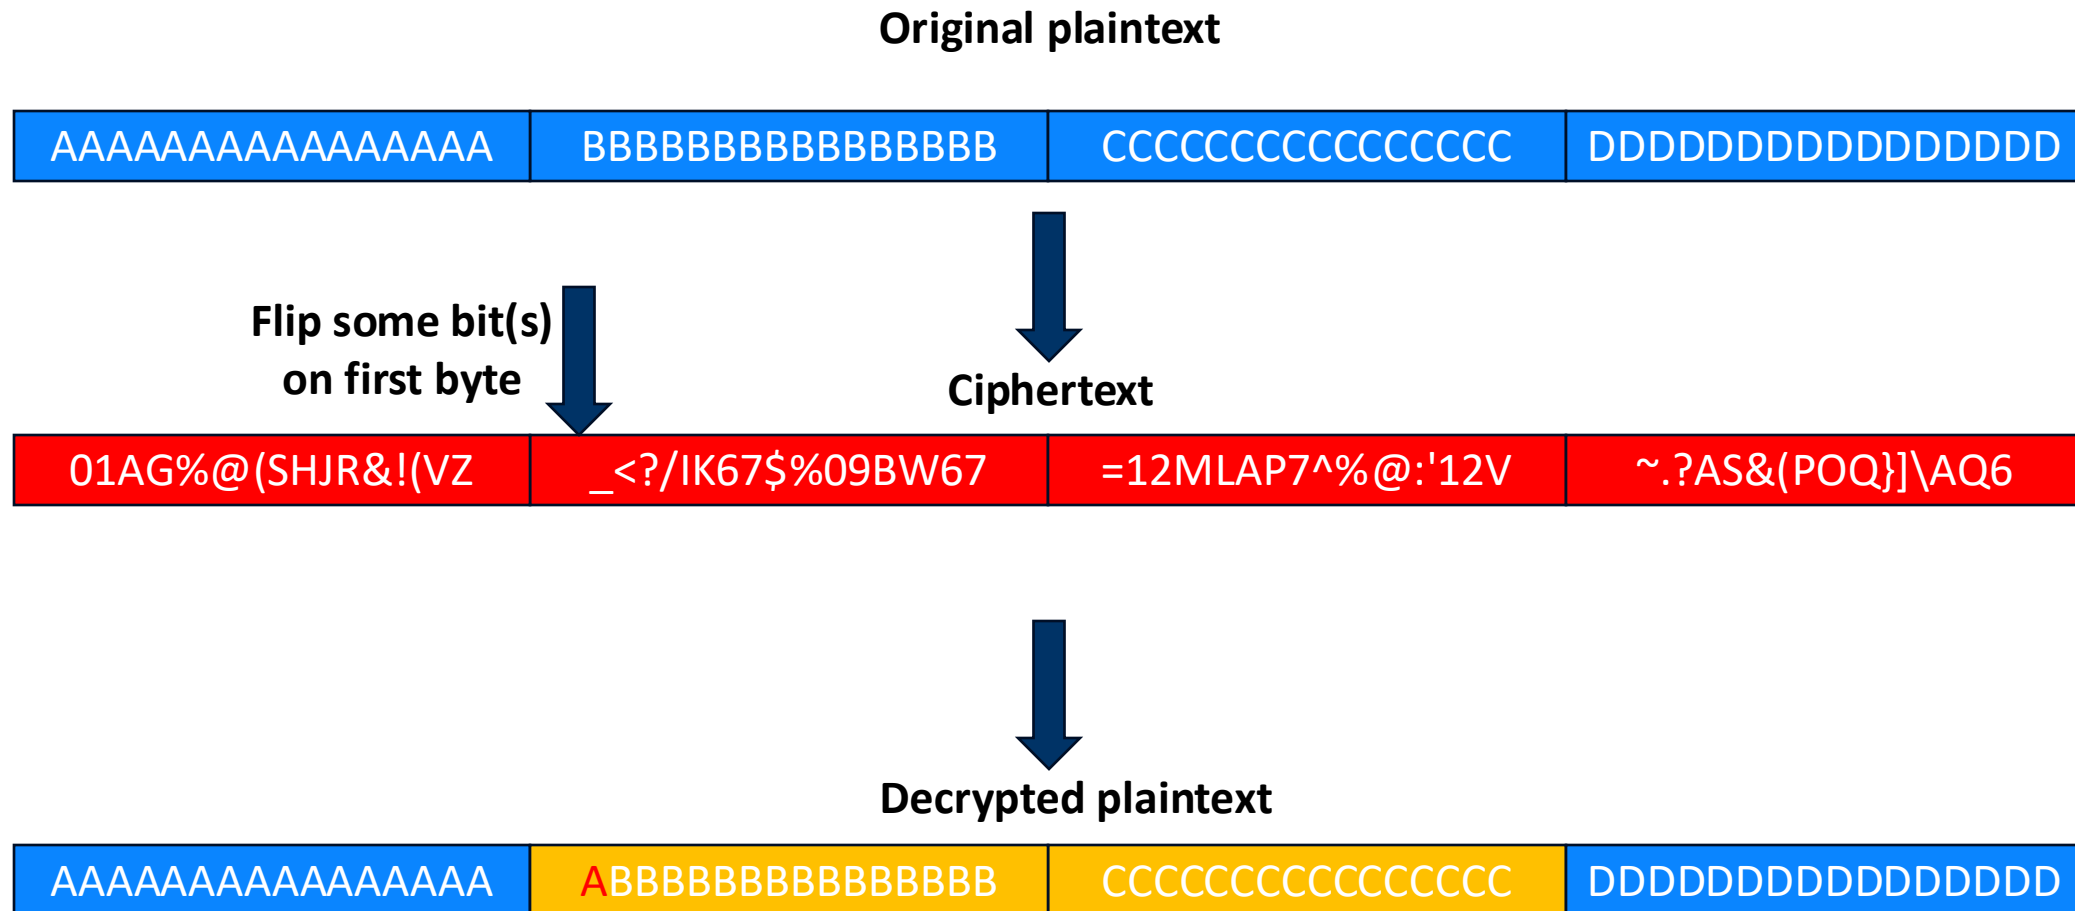 Original plaintext
AAAAAAAAAAAAAAAA BBBBBBBBBBBBBBBB CCCCCCCCCCCCCCCC DDDDDDDDDDDDDDDD
Flip some bit(s)
on first byte
Ciphertext
01AG%@(SHJR&!(VZ _<?/IK67$%09BW67 =12MLAP7^%@:'12V ~.?AS&(POQ}]\AQ6
Decrypted plaintext
AAAAAAAAAAAAAAAA ABBBBBBBBBBBBBBB CCCCCCCCCCCCCCCC DDDDDDDDDDDDDDDD